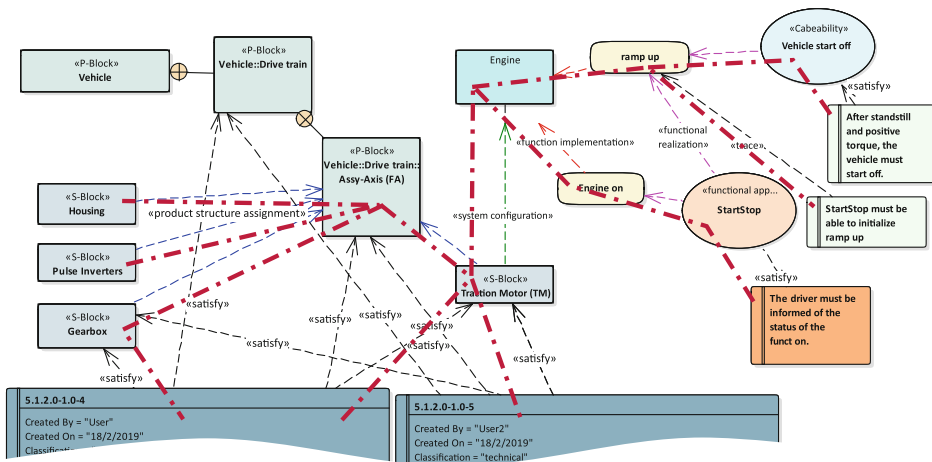 «P-Block»
Vehicle
«P-Block»
Vehicle::Drive train
«P-Block»
Vehicle::Drive train::
Assy-Axis (FA)
Engine
ramp up
«Cabeability»
Vehicle start off
«satisfy»
After standstill
and positive
torque, the
vehicle must
start off.
«functional
realization»
«trace»
«function implementation»
Engine on
«functional app...
StartStop
StartStop must be
able to initialize
ramp up
«S-Block»
Housing
«product structure assignment»
«system configuration»
«S-Block»
Pulse Inverters
«S-Block»
Traction Motor (TM)
«satisfy»
The driver must be
informed of the
status of the
funct on.
«S-Block»
Gearbox
«satisfy»
«satisfy»
«satisfy»
«satisfy»
«satisfy»
«satisfy»
«satisfy»
«satisfy»
5.1.2.0-1.0-4
Created By = "User"
Created On = "18/2/2019"
5.1.2.0-1.0-5
Created By = "User2"
Created On = "18/2/2019"
Classification = "technical"